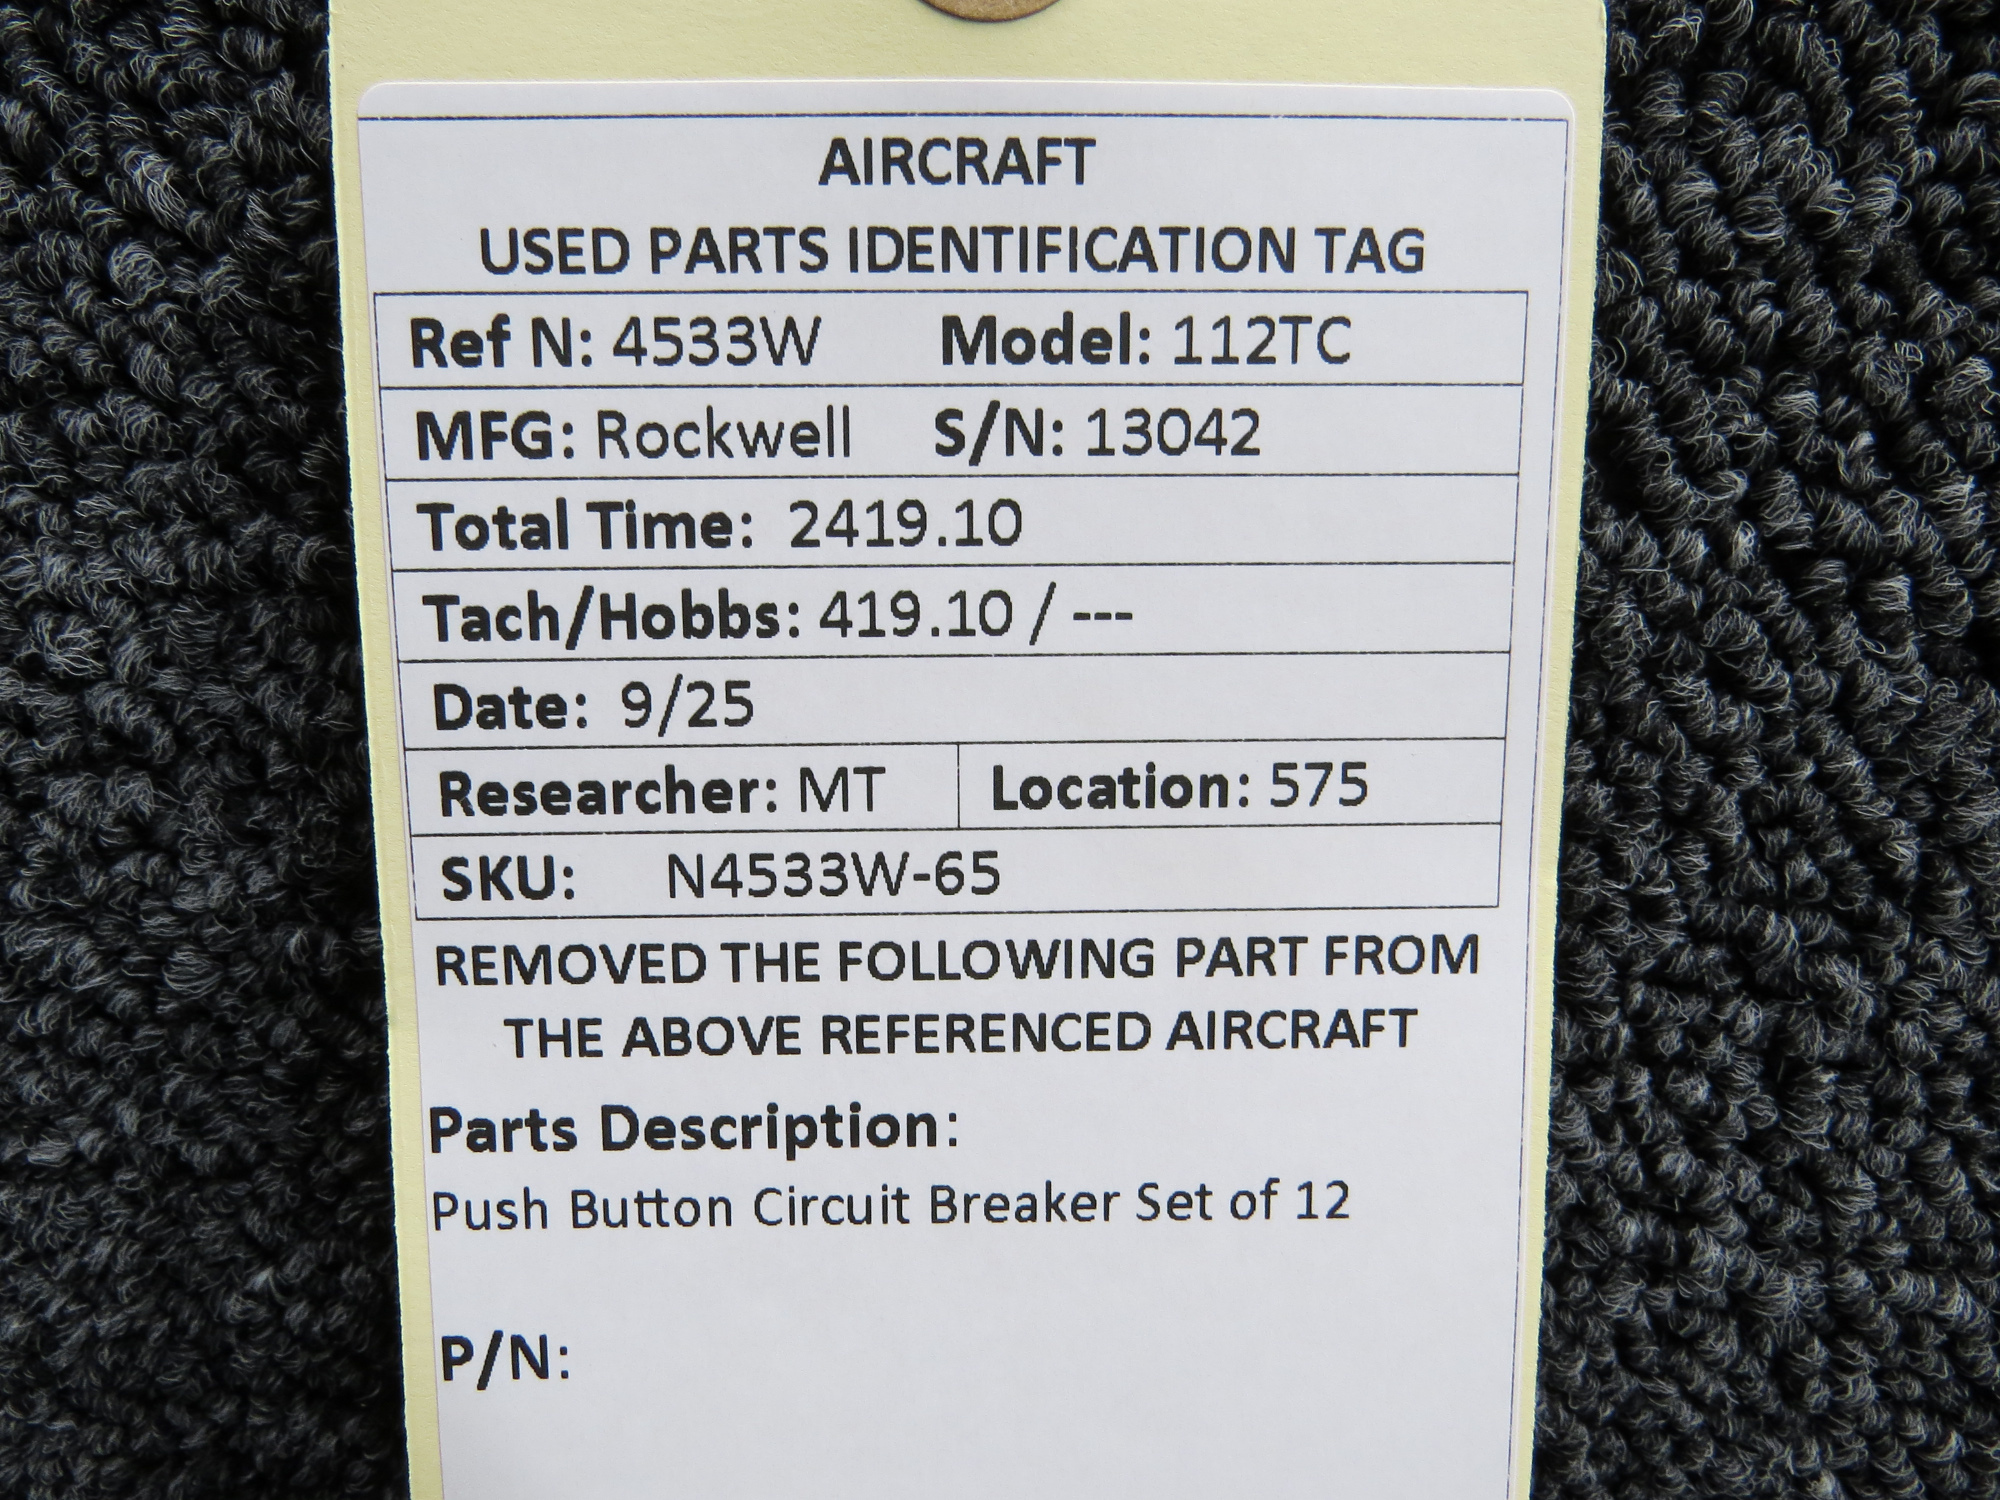 AIRCRAFT
USED PARTS IDENTIFICATION TAG
Ref N: 4533W Model: 112TC
MFG: Rockwell S/N: 13042
Total Time: 2419.10
Tach/Hobbs: 419.10 / ---
Date: 9/25
Researcher: MT Location: 575
SKU: N4533W-65
REMOVED THE FOLLOWING PART FROM
THE ABOVE REFERENCED AIRCRAFT
Parts Description:
Push Button Circuit Breaker Set of 12
P/N: